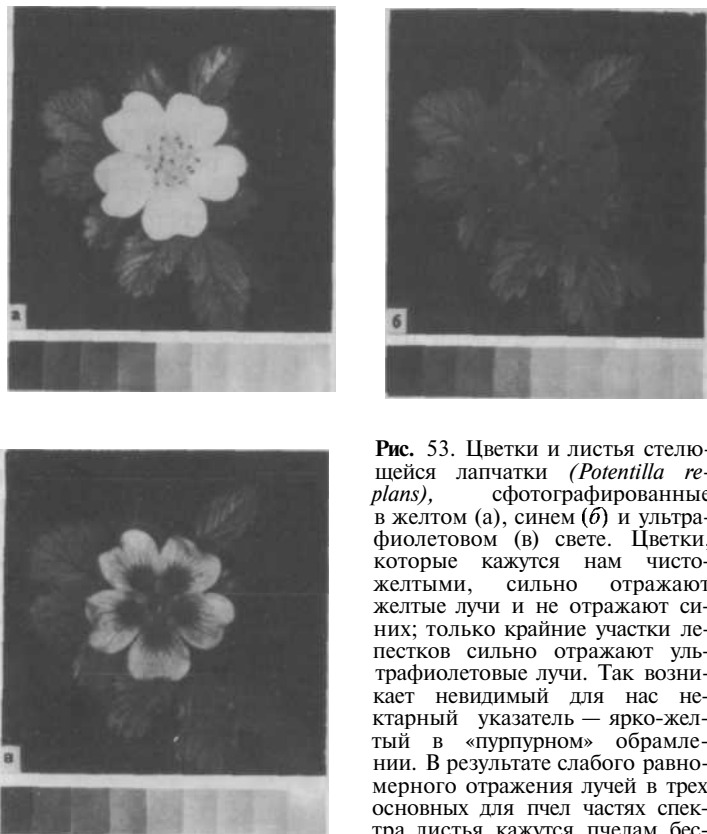 а
б
в
Рис. 53. Цветки и листья стелю-
щейся лапчатки (Potentilla re-
plans), сфотографированные
в желтом (а), синем (б) и ультра-
фиолетовом (в) свете. Цветки,
которые кажутся нам чисто-
желтыми, сильно отражают
желтые лучи и не отражают си-
них; только крайние участки ле-
пестков сильно отражают уль-
трафиолетовые лучи. Так возни-
кает невидимый для нас не-
ктарный указатель — ярко-жел-
тый в «пурпурном» обрамле-
нии. В результате слабого равно-
мерного отражения лучей в трех
основных для пчел частях спек-
тра листья кажутся пчелам бес-